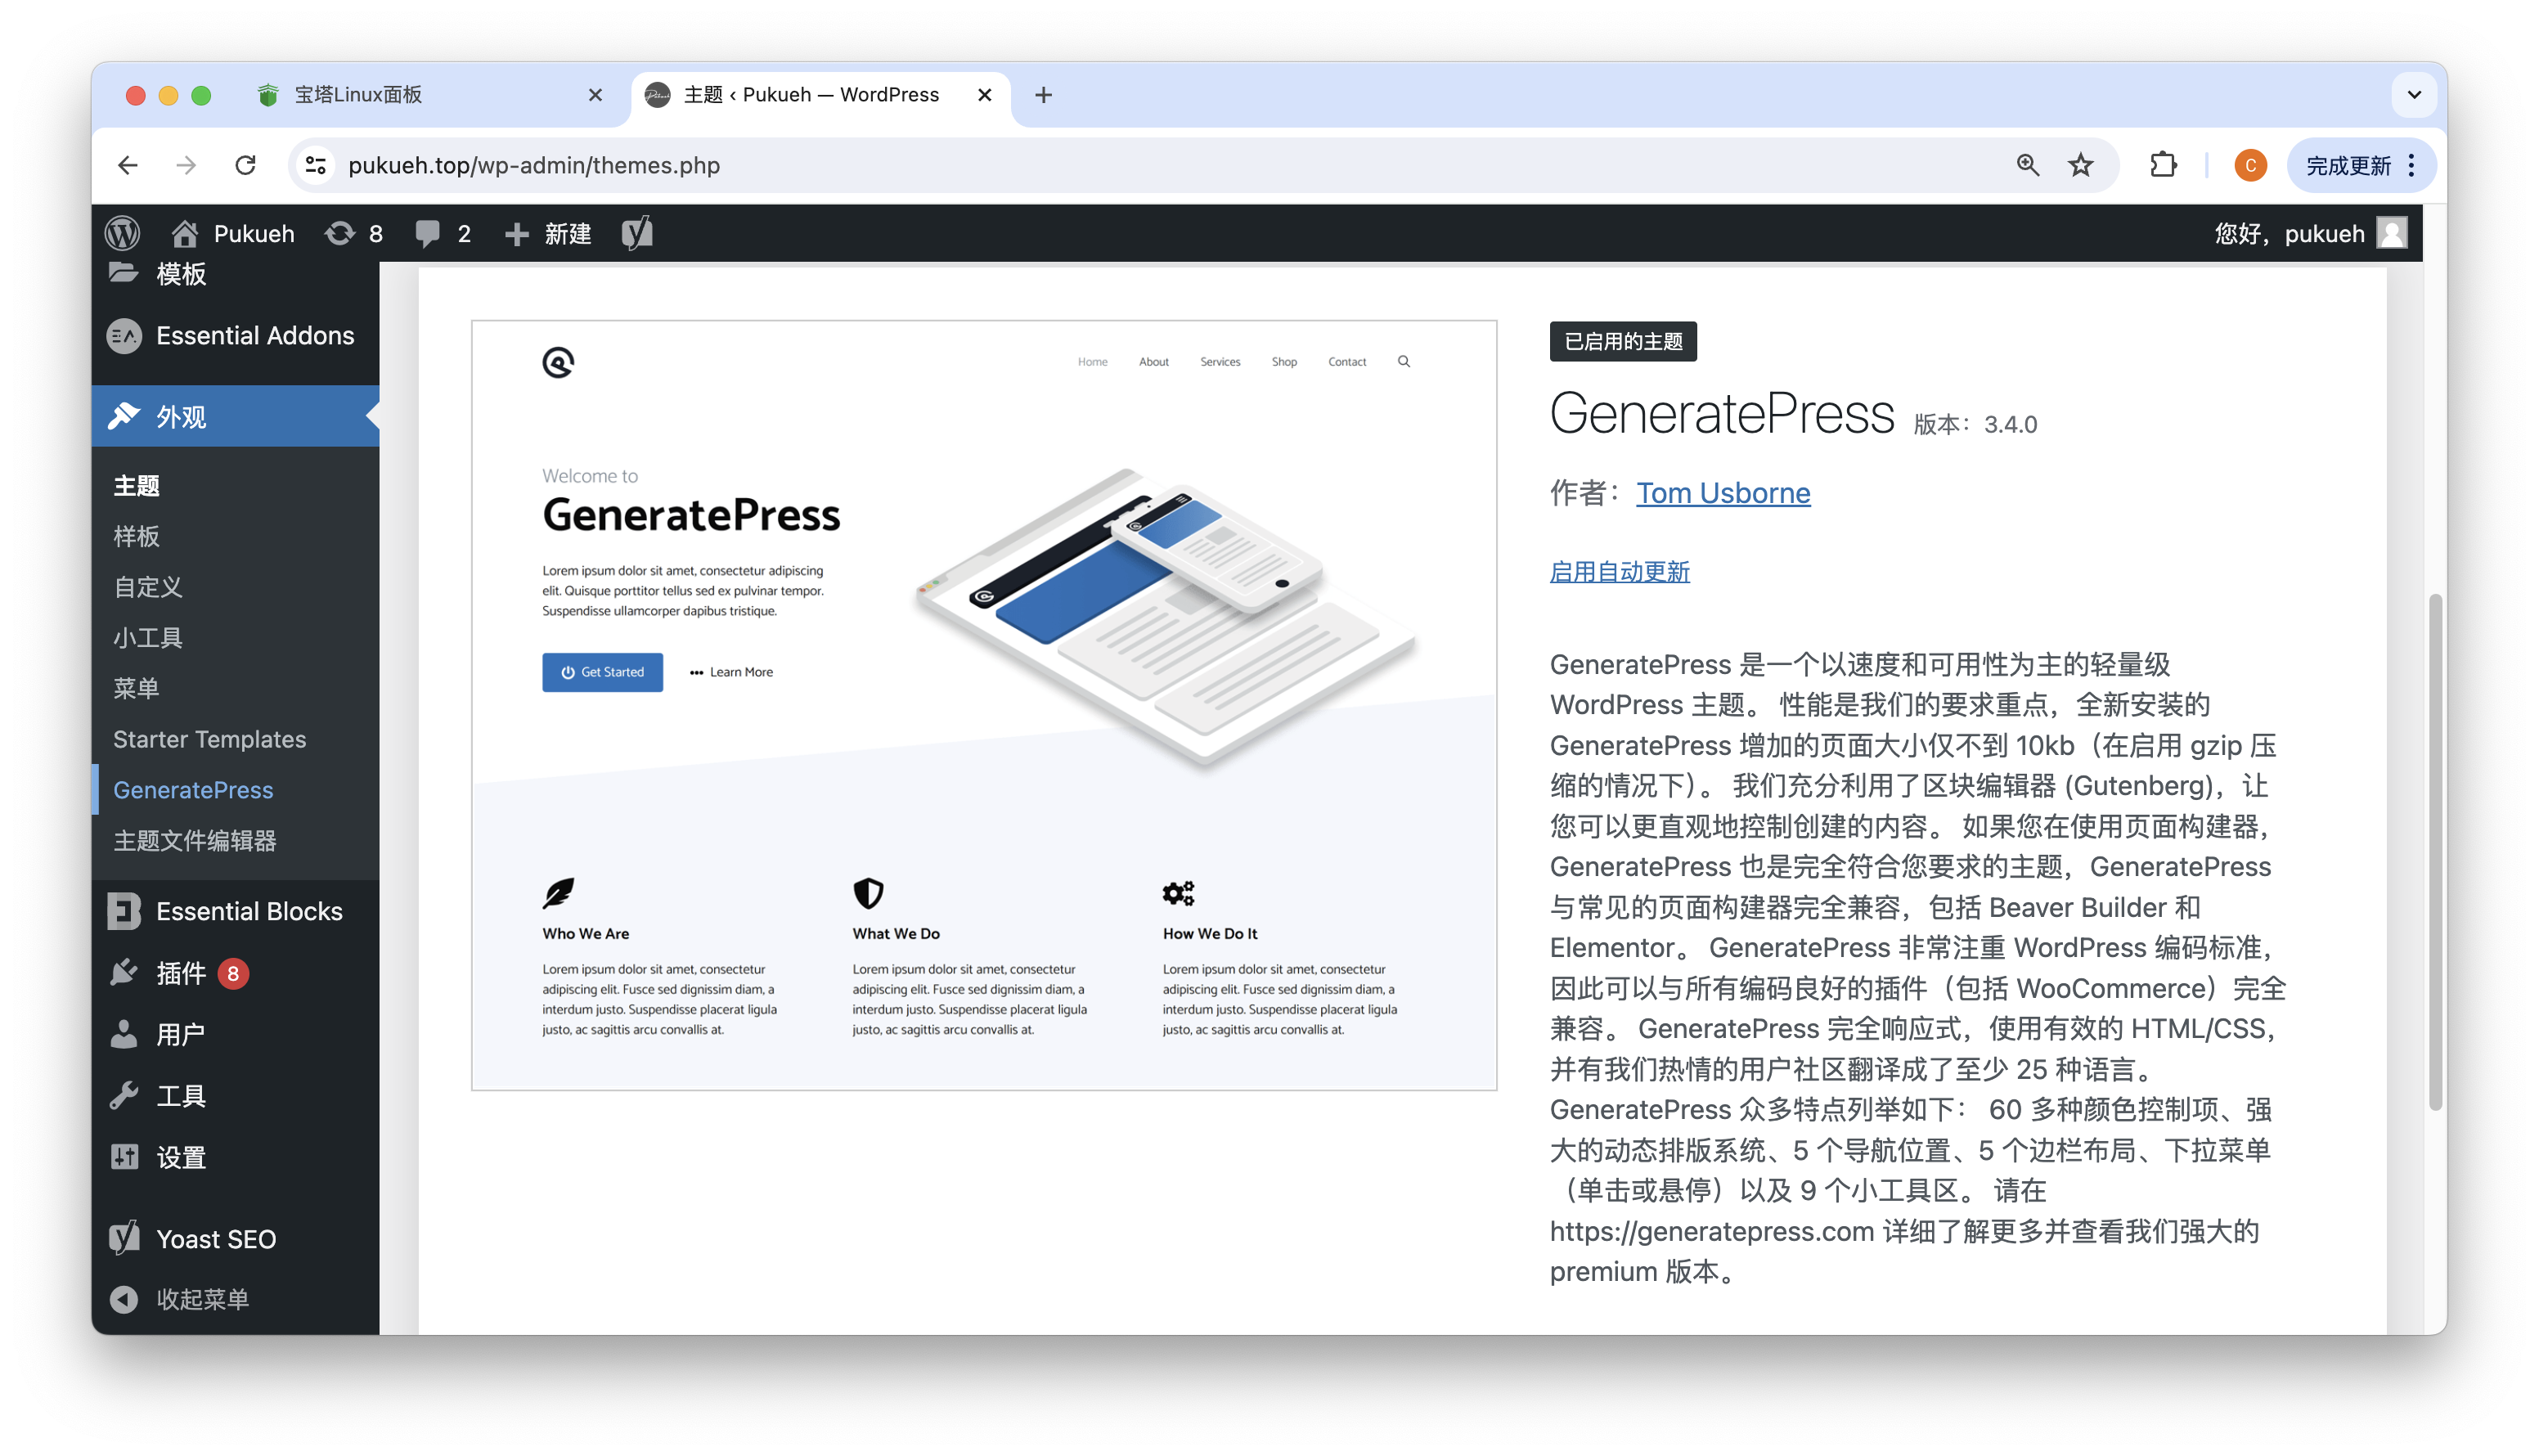 宝塔Linux面板
主题 ‹ Pukueh — WordPress
pukueh.top/wp-admin/themes.php
C
完成更新
Pukueh
8
2
新建
您好，pukueh
模板
Essential Addons
外观
主题
样板
自定义
小工具
菜单
Starter Templates
GeneratePress
主题文件编辑器
Essential Blocks
插件 8
用户
工具
设置
Yoast SEO
收起菜单
Home About Services Shop Contact
Welcome to
GeneratePress
Lorem ipsum dolor sit amet, consectetur adipiscing
elit. Quisque porttitor tellus sed ex pulvinar tempor.
Suspendisse ullamcorper dapibus tristique.
Get Started
Learn More
Who We Are
Lorem ipsum dolor sit amet, consectetur
adipiscing elit. Fusce sed dignissim diam, a
interdum justo. Suspendisse placerat ligula
justo, ac sagittis arcu convallis at.
What We Do
Lorem ipsum dolor sit amet, consectetur
adipiscing elit. Fusce sed dignissim diam, a
interdum justo. Suspendisse placerat ligula
justo, ac sagittis arcu convallis at.
How We Do It
Lorem ipsum dolor sit amet, consectetur
adipiscing elit. Fusce sed dignissim diam, a
interdum justo. Suspendisse placerat ligula
justo, ac sagittis arcu convallis at.
已启用的主题
GeneratePress 版本：3.4.0
作者：Tom Usborne
启用自动更新
GeneratePress 是一个以速度和可用性为主的轻量级
WordPress 主题。 性能是我们的要求重点，全新安装的
GeneratePress 增加的页面大小仅不到 10kb（在启用 gzip 压
缩的情况下）。 我们充分利用了区块编辑器 (Gutenberg)，让
您可以更直观地控制创建的内容。 如果您在使用页面构建器，
GeneratePress 也是完全符合您要求的主题，GeneratePress
与常见的页面构建器完全兼容，包括 Beaver Builder 和
Elementor。 GeneratePress 非常注重 WordPress 编码标准，
因此可以与所有编码良好的插件（包括 WooCommerce）完全
兼容。 GeneratePress 完全响应式，使用有效的 HTML/CSS，
并有我们热情的用户社区翻译成了至少 25 种语言。
GeneratePress 众多特点列举如下： 60 多种颜色控制项、强
大的动态排版系统、5 个导航位置、5 个边栏布局、下拉菜单
（单击或悬停）以及 9 个小工具区。 请在
https://generatepress.com 详细了解更多并查看我们强大的
premium 版本。